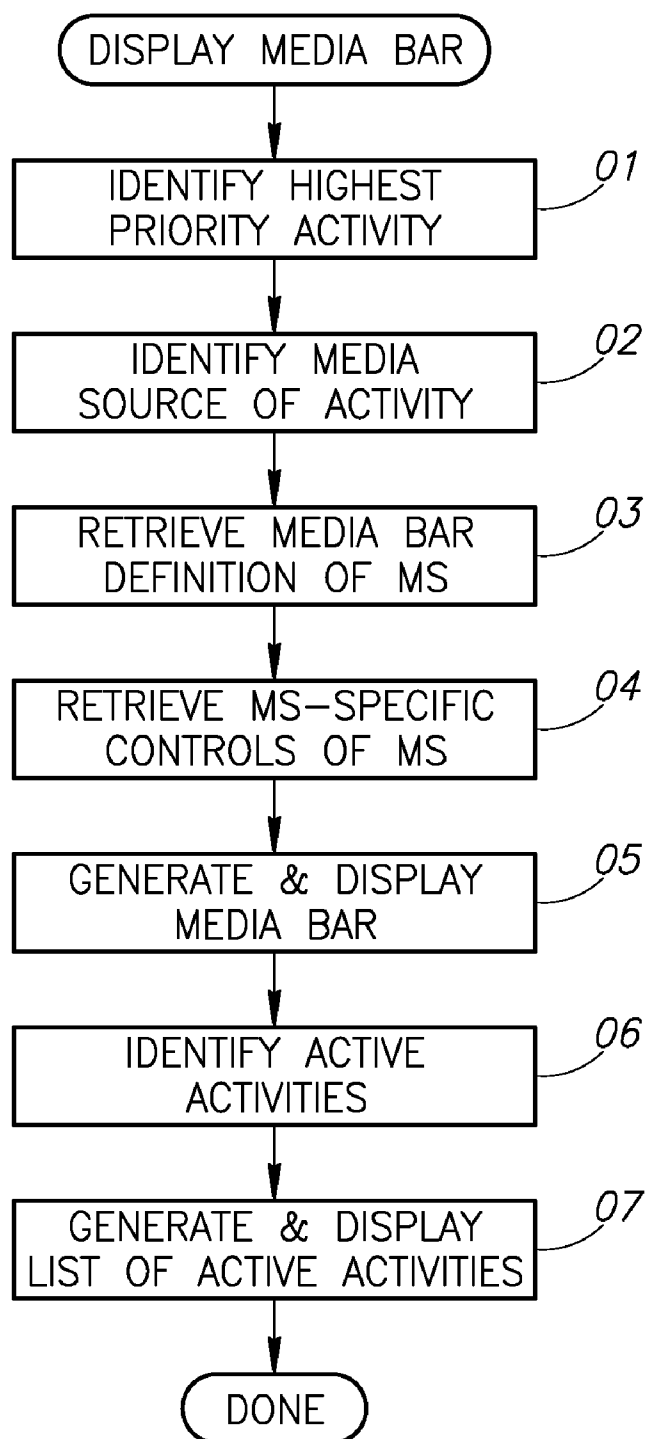 DISPLAY MEDIA BAR
01
IDENTIFY HIGHEST
PRIORITY ACTIVITY
02
IDENTIFY MEDIA
SOURCE OF ACTIVITY
03
RETRIEVE MEDIA BAR
DEFINITION OF MS
04
RETRIEVE MS-SPECIFIC
CONTROLS OF MS
05
GENERATE & DISPLAY
MEDIA BAR
06
IDENTIFY ACTIVE
ACTIVITIES
07
GENERATE & DISPLAY
LIST OF ACTIVE ACTIVITIES
DONE